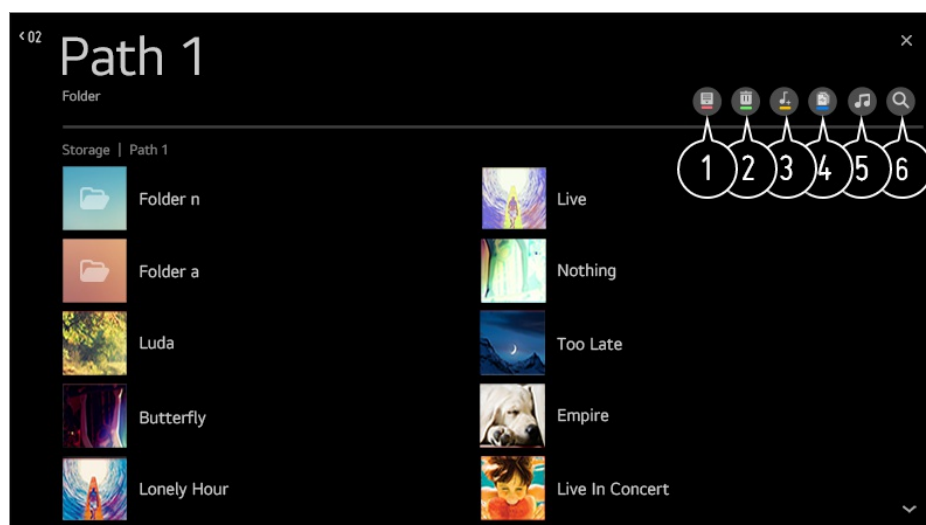 < 02
Path 1
Folder
1 2 3 4 5 6
Storage | Path 1
Folder n
Folder a
Luda
Butterfly
Lonely Hour
Live
Nothing
Too Late
Empire
Live In Concert